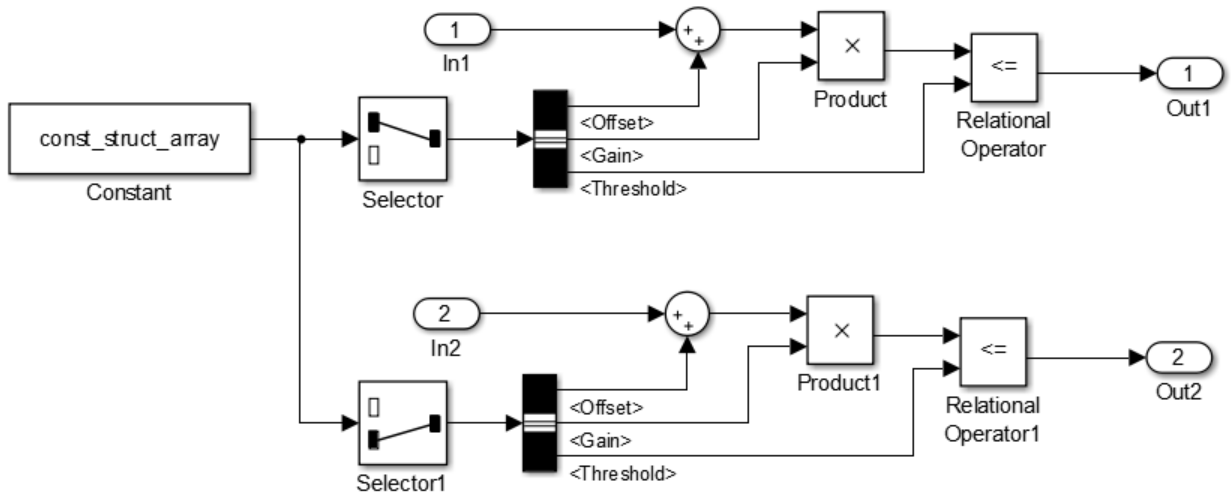 1
In1
+
+
×
Product
<=
Relational
Operator
1
Out1
const_struct_array
Constant
Selector
<Offset>
<Gain>
<Threshold>
2
In2
+
+
×
Product1
<=
Relational
Operator1
2
Out2
Selector1
<Offset>
<Gain>
<Threshold>